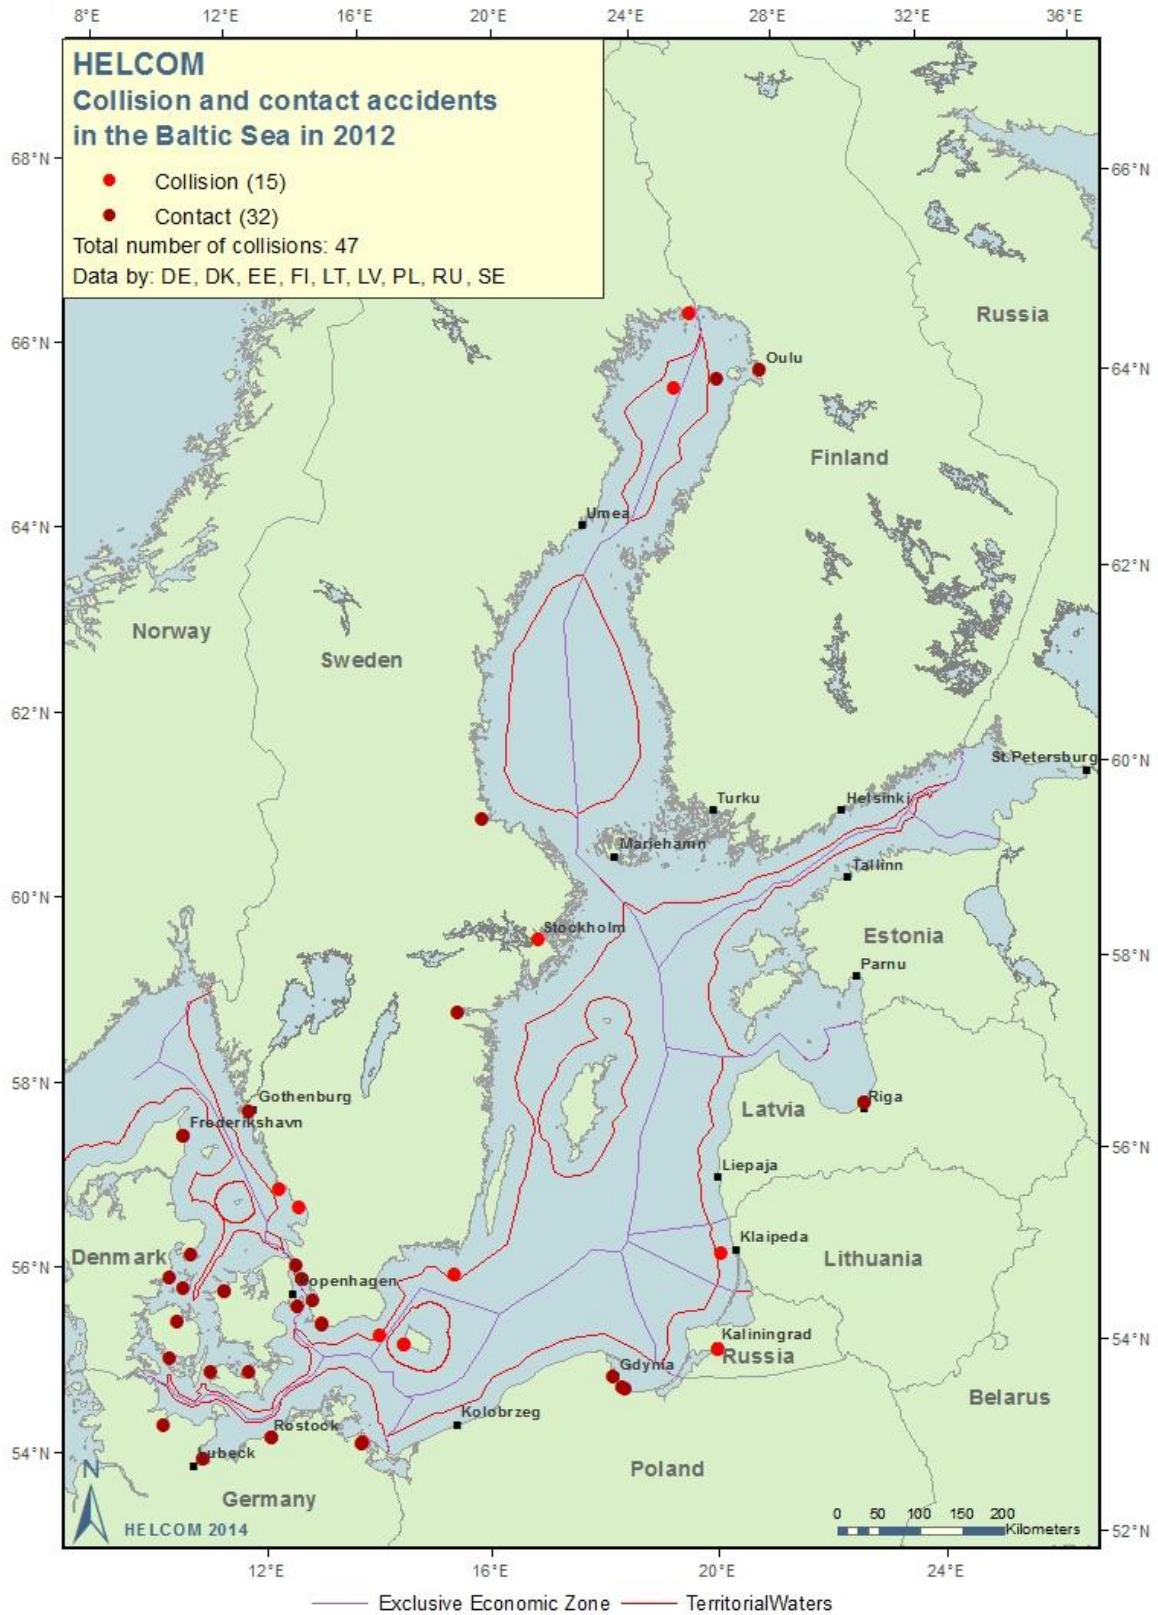 8°E 12°E 16°E 20°E 24°E 28°E 32°E 36°E
HELCOM
Collision and contact accidents
in the Baltic Sea in 2012
Collision (15)
Contact (32)
Total number of collisions: 47
Data by: DE, DK, EE, FI, LT, LV, PL, RU, SE
68°N
66°N
Russia
66°N
Oulu
64°N
Finland
Umea
64°N
62°N
Norway
Sweden
62°N
St.Petersburg
60°N
Turku
Helsinki
Mariehamn
Tallinn
60°N
Stockholm
Estonia
58°N
Parnu
58°N
Gothenburg
Riga
Latvia
Frederikshavn
56°N
Liepaja
Klaipeda
Denmark
Lithuania
56°N
Copenhagen
Kaliningrad
54°N
Russia
Gdynia
Belarus
Kolobrzeg
Rostock
54°N
Lubeck
Poland
N
Germany
0 50 100 150 200
Kilometers
52°N
HELCOM 2014
12°E 16°E 20°E 24°E
Exclusive Economic Zone
TerritorialWaters